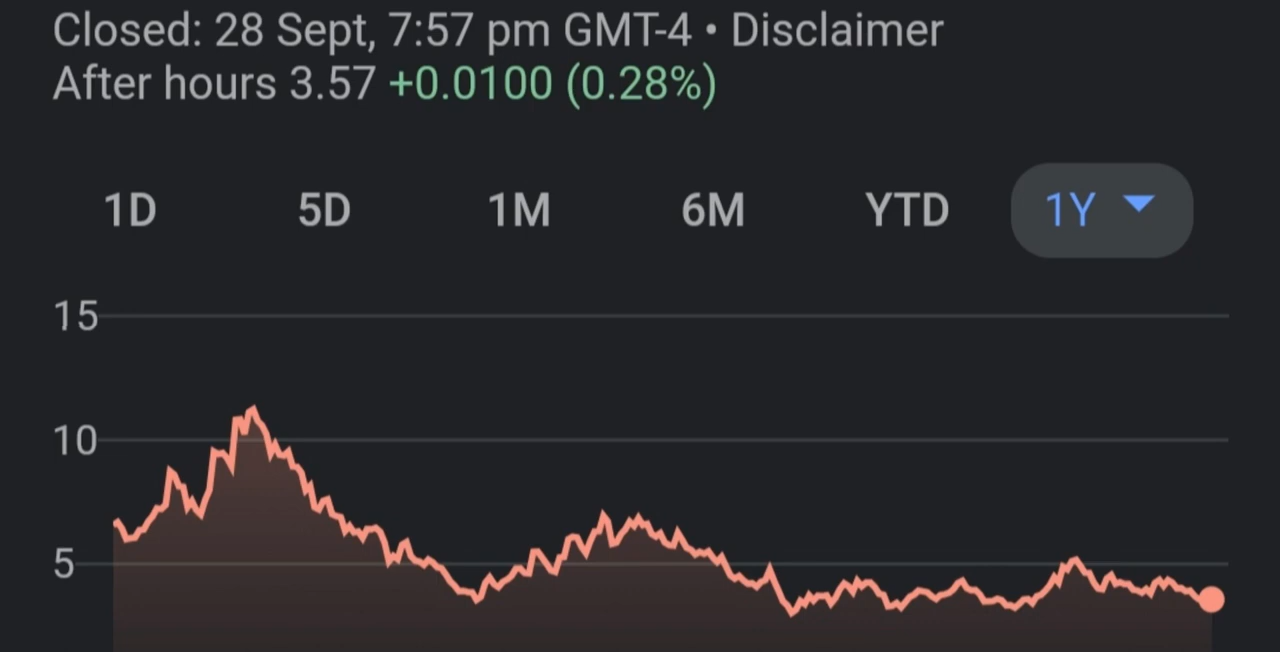 Closed: 28 Sept, 7:57 pm GMT-4 • Disclaimer
After hours 3.57 +0.0100 (0.28%)
1D 5D 1M 6M YTD 1Y
15
10
5